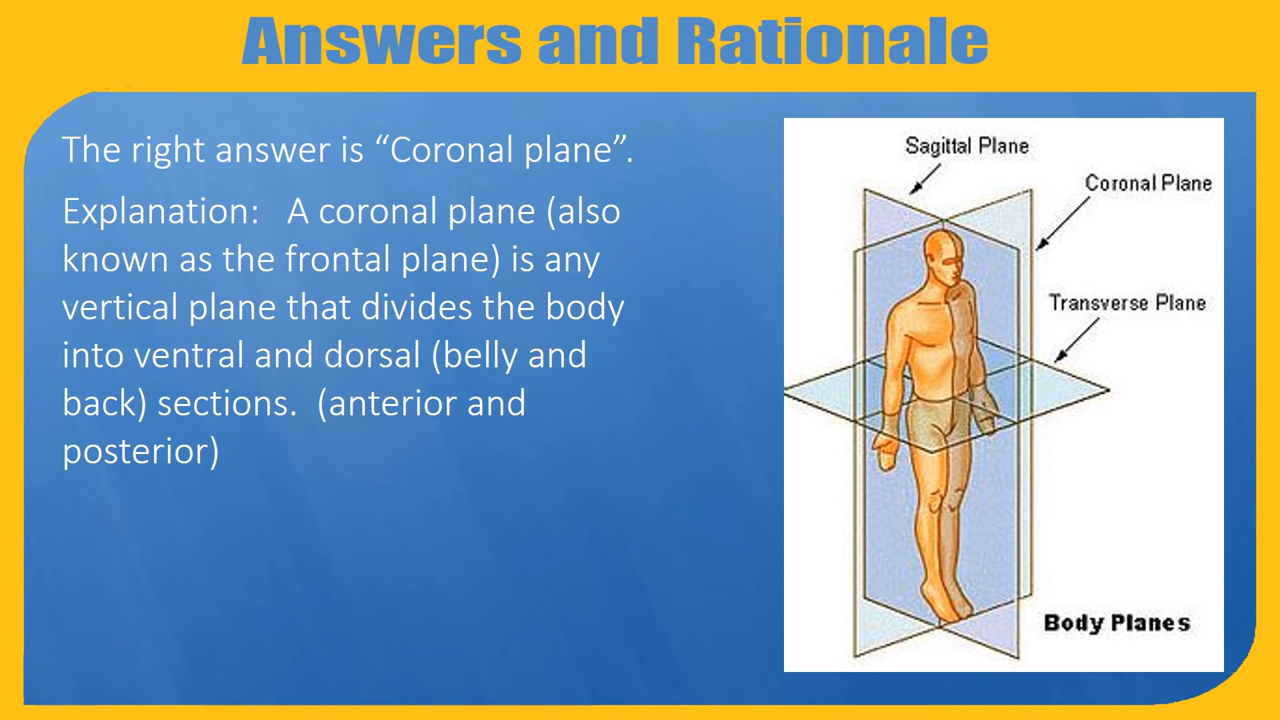 Answers and Rationale
The right answer is “Coronal plane”.
Explanation:   A coronal plane (also
known as the frontal plane) is any
vertical plane that divides the body
into ventral and dorsal (belly and
back) sections.  (anterior and
posterior)
Sagittal Plane
Coronal Plane
Transverse Plane
Body Planes